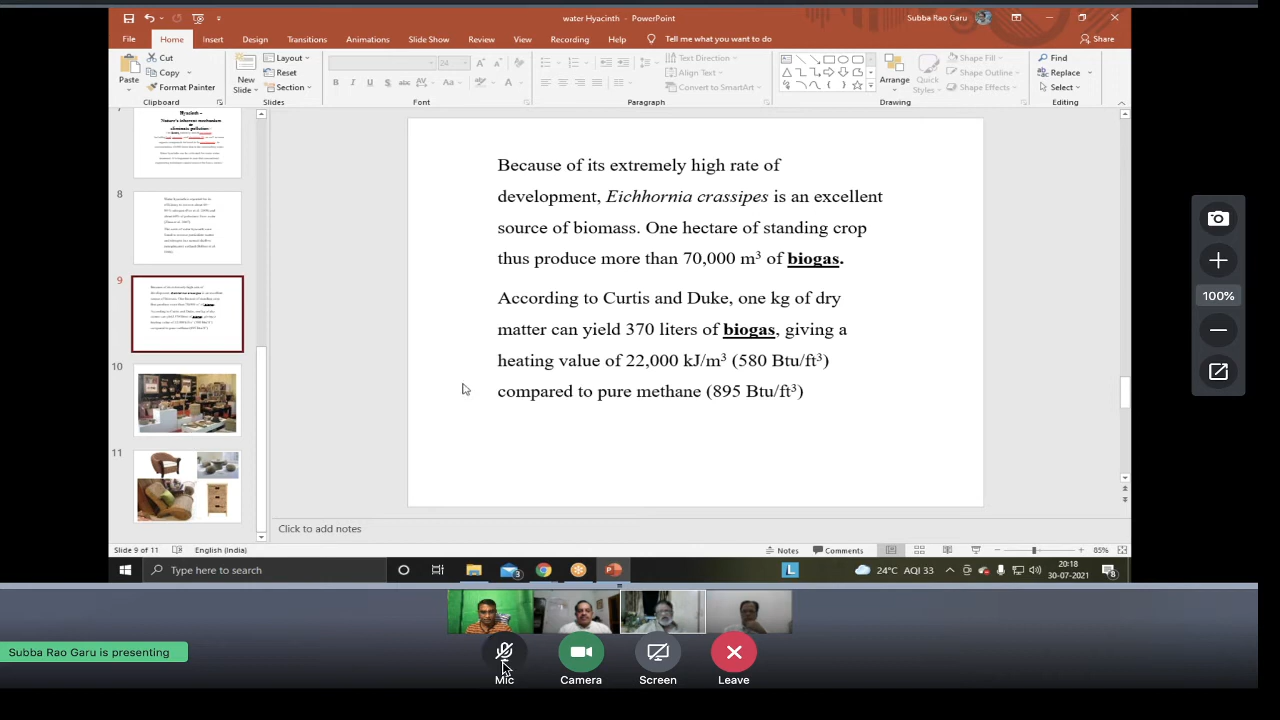 water Hyacinth - PowerPoint
Subba Rao Garu
File Home Insert Design Transitions Animations Slide Show Review View Recording Help Tell me what you want to do Share
Paste
Cut
Copy
Format Painter
Clipboard
New Slide
Layout
Reset
Section
Slides
24
Font
Text Direction
Align Text
Convert to SmartArt
Paragraph
Arrange
Quick Styles
Shape Fill
Shape Outline
Shape Effects
Drawing
Find
Replace
Select
Editing
Hyacinth –
Nature's inherent mechanism
8
9
10
11
Because of its extremely high rate of
development, Eichhornia crassipes is an excellent
source of biomass. One hectare of standing crop
thus produce more than 70,000 m³ of biogas.
According to Curtis and Duke, one kg of dry
matter can yield 370 liters of biogas, giving a
heating value of 22,000 kJ/m³ (580 Btu/ft³)
compared to pure methane (895 Btu/ft³)
100%
Click to add notes
Slide 9 of 11 English (India) Notes Comments 85%
Type here to search
3
L
24°C AQI 33
20:18
30-07-2021
8
Subba Rao Garu is presenting
Mic Camera Screen Leave